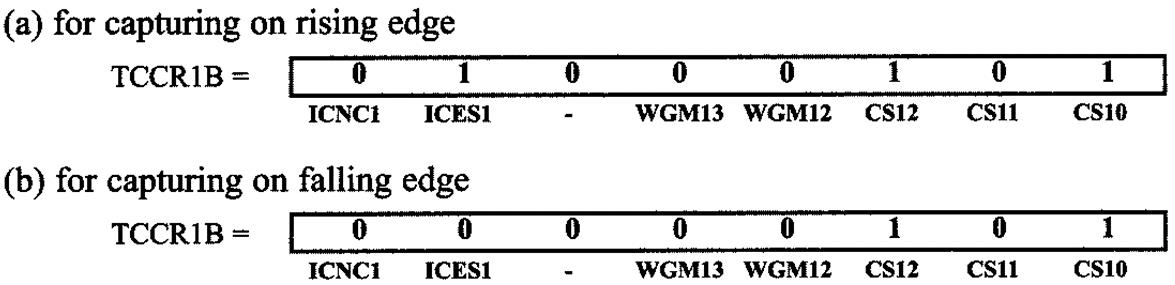 (a) for capturing on rising edge
TCCR1B = 0 1 0 0 0 1 0 1
ICNC1 ICES1 - WGM13 WGM12 CS12 CS11 CS10
(b) for capturing on falling edge
TCCR1B = 0 0 0 0 0 1 0 1
ICNC1 ICES1 - WGM13 WGM12 CS12 CS11 CS10